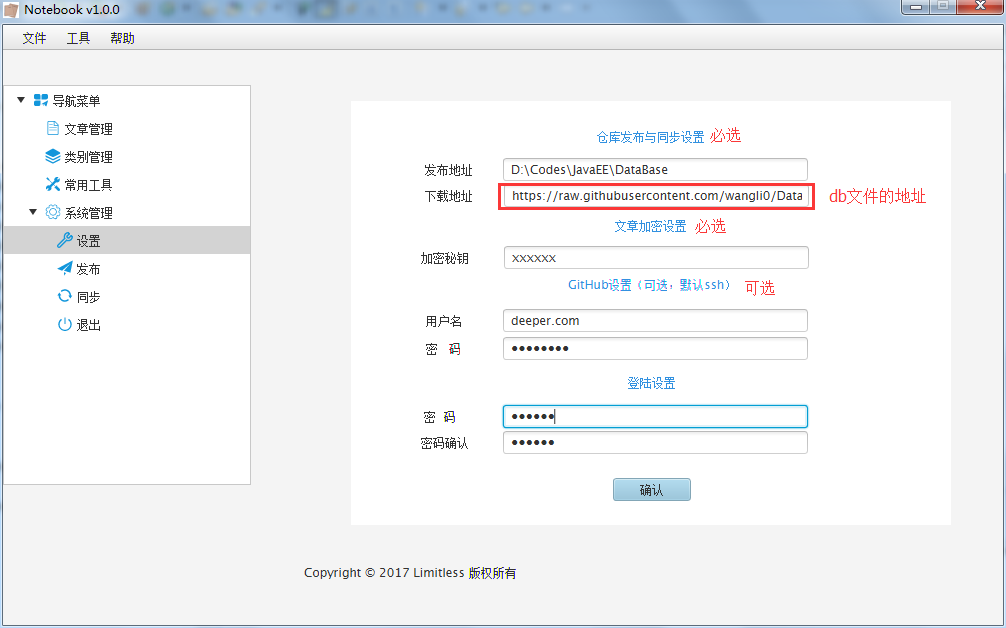 Notebook v1.0.0
文件 工具 帮助
导航菜单
文章管理
类别管理
常用工具
系统管理
设置
发布
同步
退出
仓库发布与同步设置 必选
发布地址 D:\Codes\JavaEE\DataBase
下载地址 https://raw.githubusercontent.com/wangli0/Data db文件的地址
文章加密设置 必选
加密秘钥 xxxxxx
GitHub设置（可选，默认ssh） 可选
用户名 deeper.com
密 码 ●●●●●●●●
登陆设置
密 码 ●●●●●●
密码确认 ●●●●●●
确认
Copyright © 2017 Limitless 版权所有